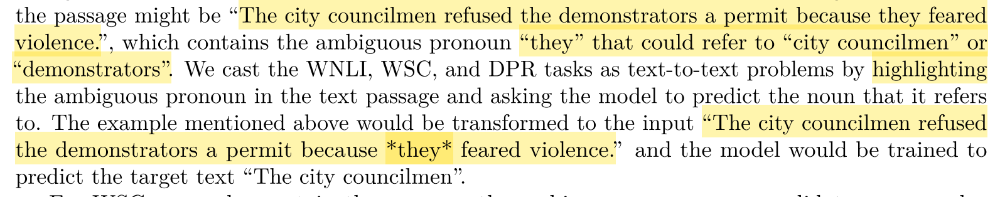 the passage might be “The city councilmen refused the demonstrators a permit because they feared
violence.”, which contains the ambiguous pronoun “they” that could refer to “city councilmen” or
“demonstrators”. We cast the WNLI, WSC, and DPR tasks as text-to-text problems by highlighting
the ambiguous pronoun in the text passage and asking the model to predict the noun that it refers
to. The example mentioned above would be transformed to the input “The city councilmen refused
the demonstrators a permit because *they* feared violence.” and the model would be trained to
predict the target text “The city councilmen”.